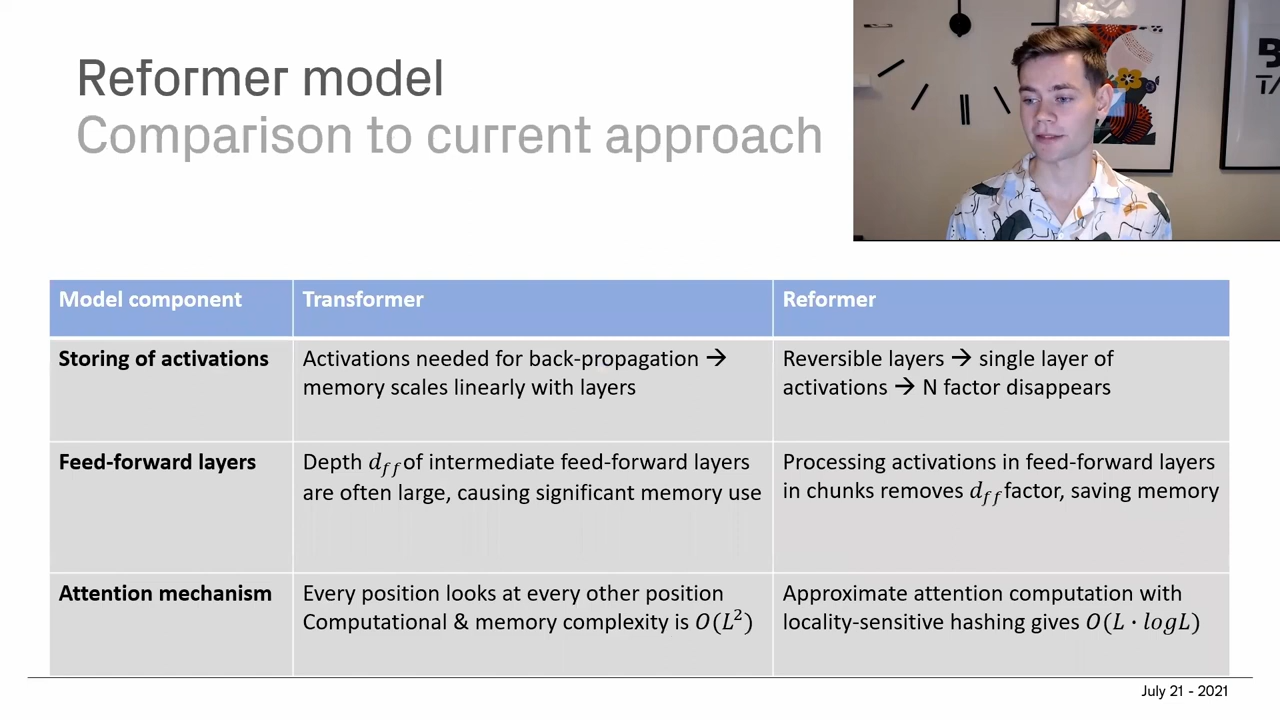 Reformer model
Comparison to current approach
Model component
Transformer
Reformer
Storing of activations
Activations needed for back-propagation →
memory scales linearly with layers
Reversible layers → single layer of
activations → N factor disappears
Feed-forward layers
Depth d_ff of intermediate feed-forward layers
are often large, causing significant memory use
Processing activations in feed-forward layers
in chunks removes d_ff factor, saving memory
Attention mechanism
Every position looks at every other position
Computational & memory complexity is O(L²)
Approximate attention computation with
locality-sensitive hashing gives O(L · logL)
July 21 - 2021